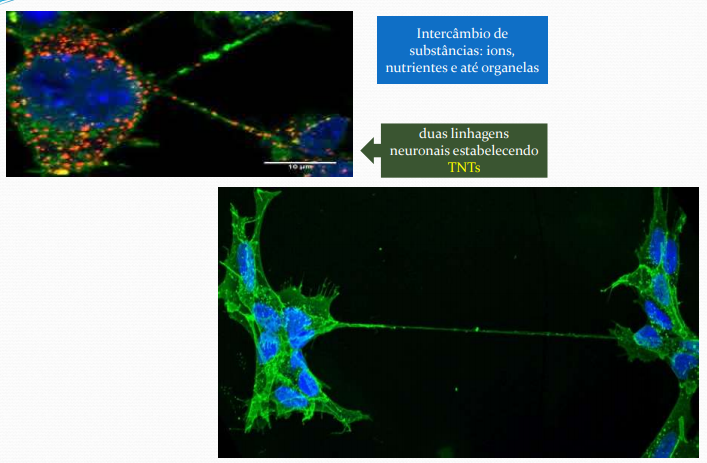 Intercâmbio de
substâncias: ions,
nutrientes e até organelas
duas linhagens
neuronais estabelecendo
TNTs
10 µm